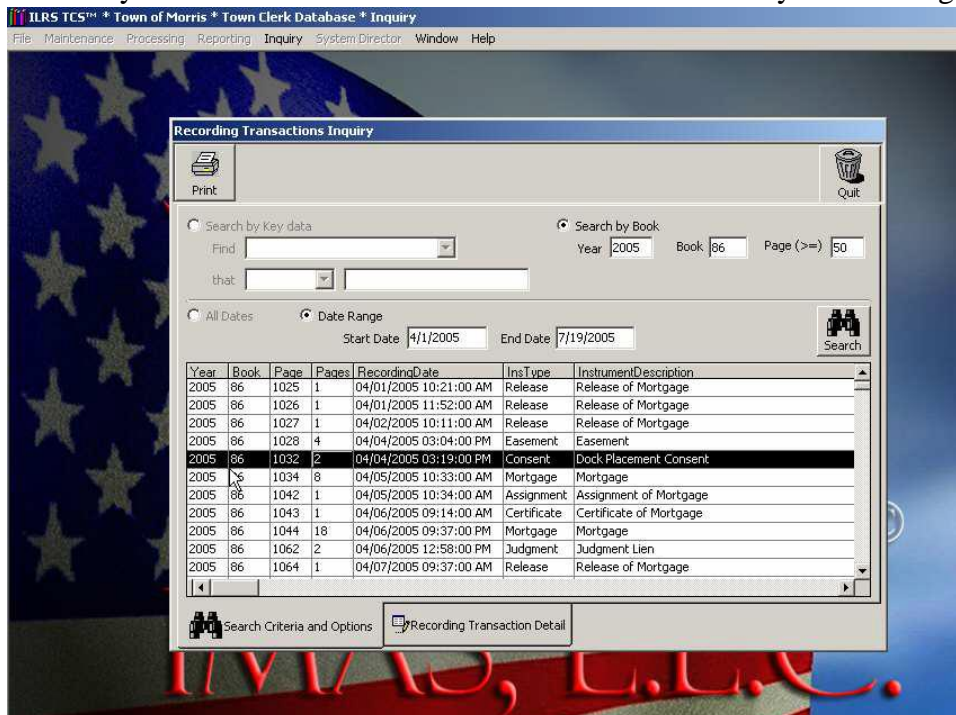 ILRS TCS™ * Town of Morris * Town Clerk Database * Inquiry
File Maintenance Processing Reporting Inquiry System Director Window Help
Recording Transactions Inquiry
Print
Quit
Search by Key data
Search by Book
Find
Year 2005 Book 86 Page (>=) 50
that
All Dates Date Range
Start Date 4/1/2005 End Date 7/19/2005
Search
Year Book Page Pages RecordingDate InsType InstrumentDescription
2005 86 1025 1 04/01/2005 10:21:00 AM Release Release of Mortgage
2005 86 1026 1 04/01/2005 11:52:00 AM Release Release of Mortgage
2005 86 1027 1 04/02/2005 10:11:00 AM Release Release of Mortgage
2005 86 1028 4 04/04/2005 03:04:00 PM Easement Easement
2005 86 1032 2 04/04/2005 03:19:00 PM Consent Dock Placement Consent
2005 86 1034 8 04/05/2005 10:33:00 AM Mortgage Mortgage
2005 86 1042 1 04/05/2005 10:34:00 AM Assignment Assignment of Mortgage
2005 86 1043 1 04/06/2005 09:14:00 AM Certificate Certificate of Mortgage
2005 86 1044 18 04/06/2005 09:37:00 PM Mortgage Mortgage
2005 86 1062 2 04/06/2005 12:58:00 PM Judgment Judgment Lien
2005 86 1064 1 04/07/2005 09:37:00 AM Release Release of Mortgage
Search Criteria and Options Recording Transaction Detail
IMAS, L.L.C.